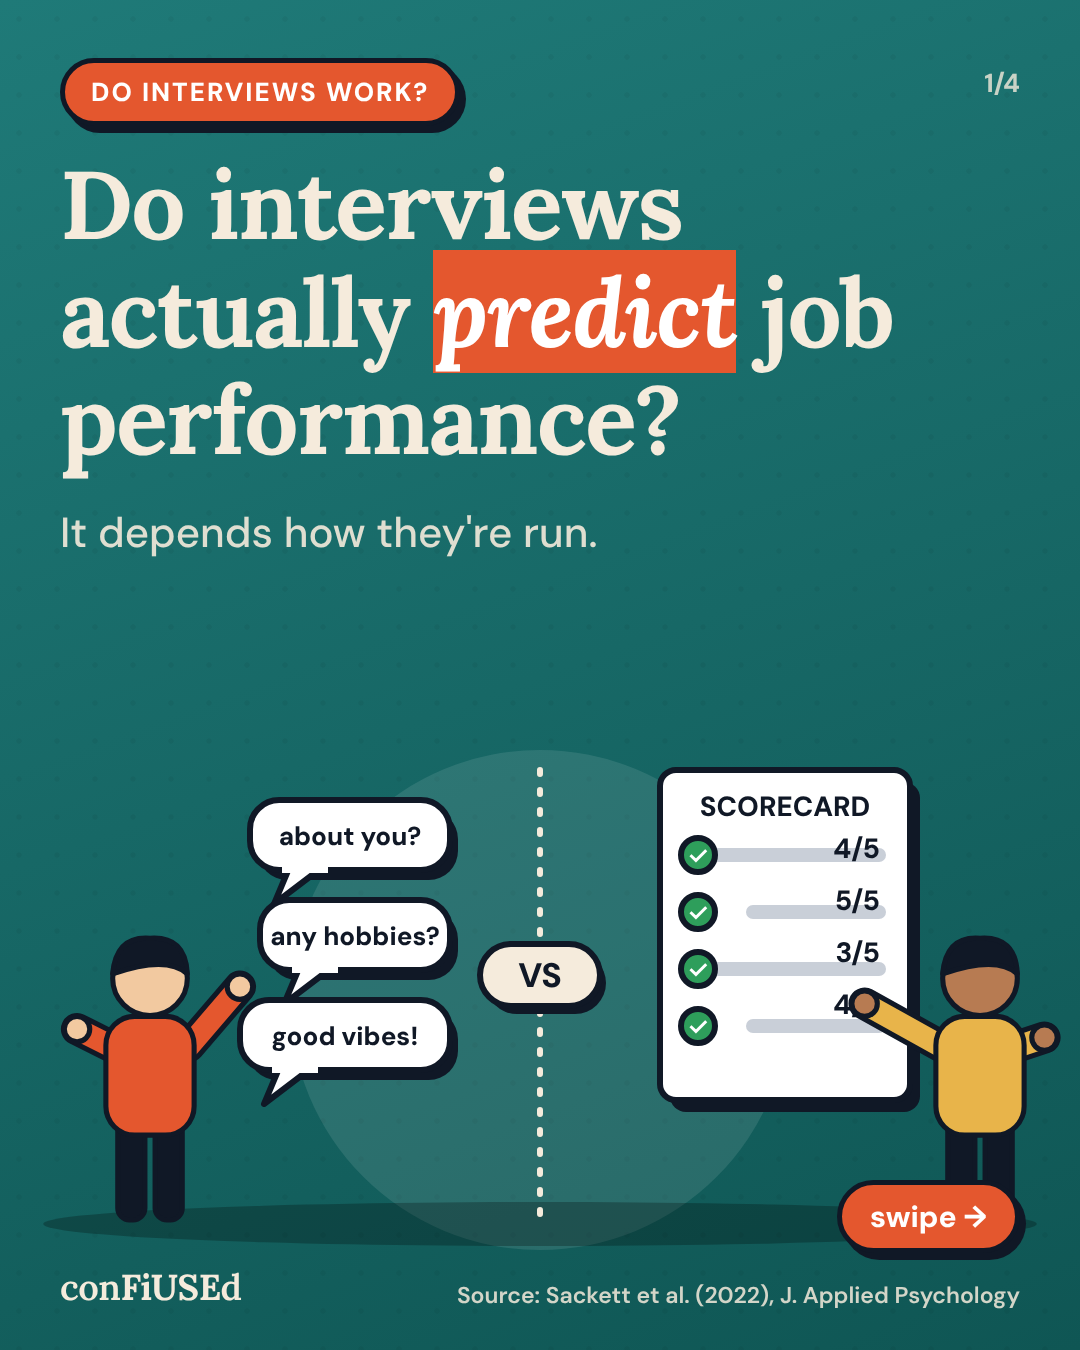 DO INTERVIEWS WORK?
1/4
Do interviews
actually predict job
performance?
It depends how they're run.
about you?
any hobbies?
good vibes!
VS
SCORECARD
4/5
5/5
3/5
swipe →
conFiUSEd
Source: Sackett et al. (2022), J. Applied Psychology